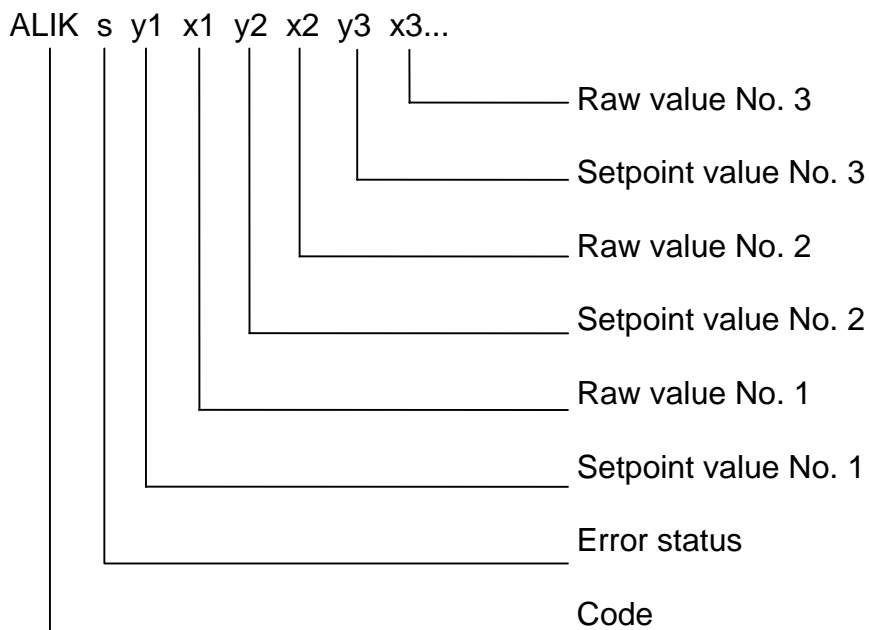 ALIK s y1 x1 y2 x2 y3 x3...
Raw value No. 3
Setpoint value No. 3
Raw value No. 2
Setpoint value No. 2
Raw value No. 1
Setpoint value No. 1
Error status
Code